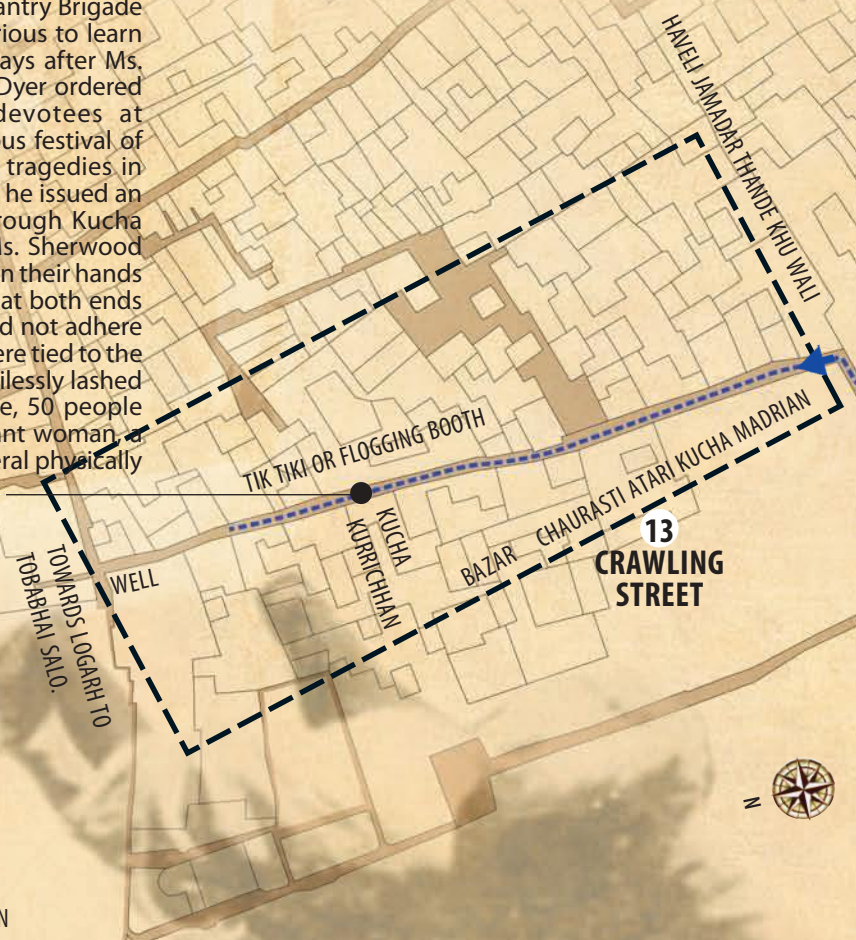 antry Brigade
rious to learn
ays after Ms.
Dyer ordered
devotees at
ous festival of
tragedies in
he issued an
rough Kucha
s. Sherwood
n their hands
at both ends
d not adhere
ere tied to the
ilessly lashed
e, 50 people
nt woman, a
eral physically
HAVELI JAMADAR THANDE KHU WALI
TIK TIKI OR FLOGGING BOOTH
KUCHA
KURRICHHAN
BAZAR CHAURASTI ATARI KUCHA MADRIAN
13
CRAWLING
STREET
WELL
TOWARDS LOGARH TO
TOBABHAI SALO.
N
N